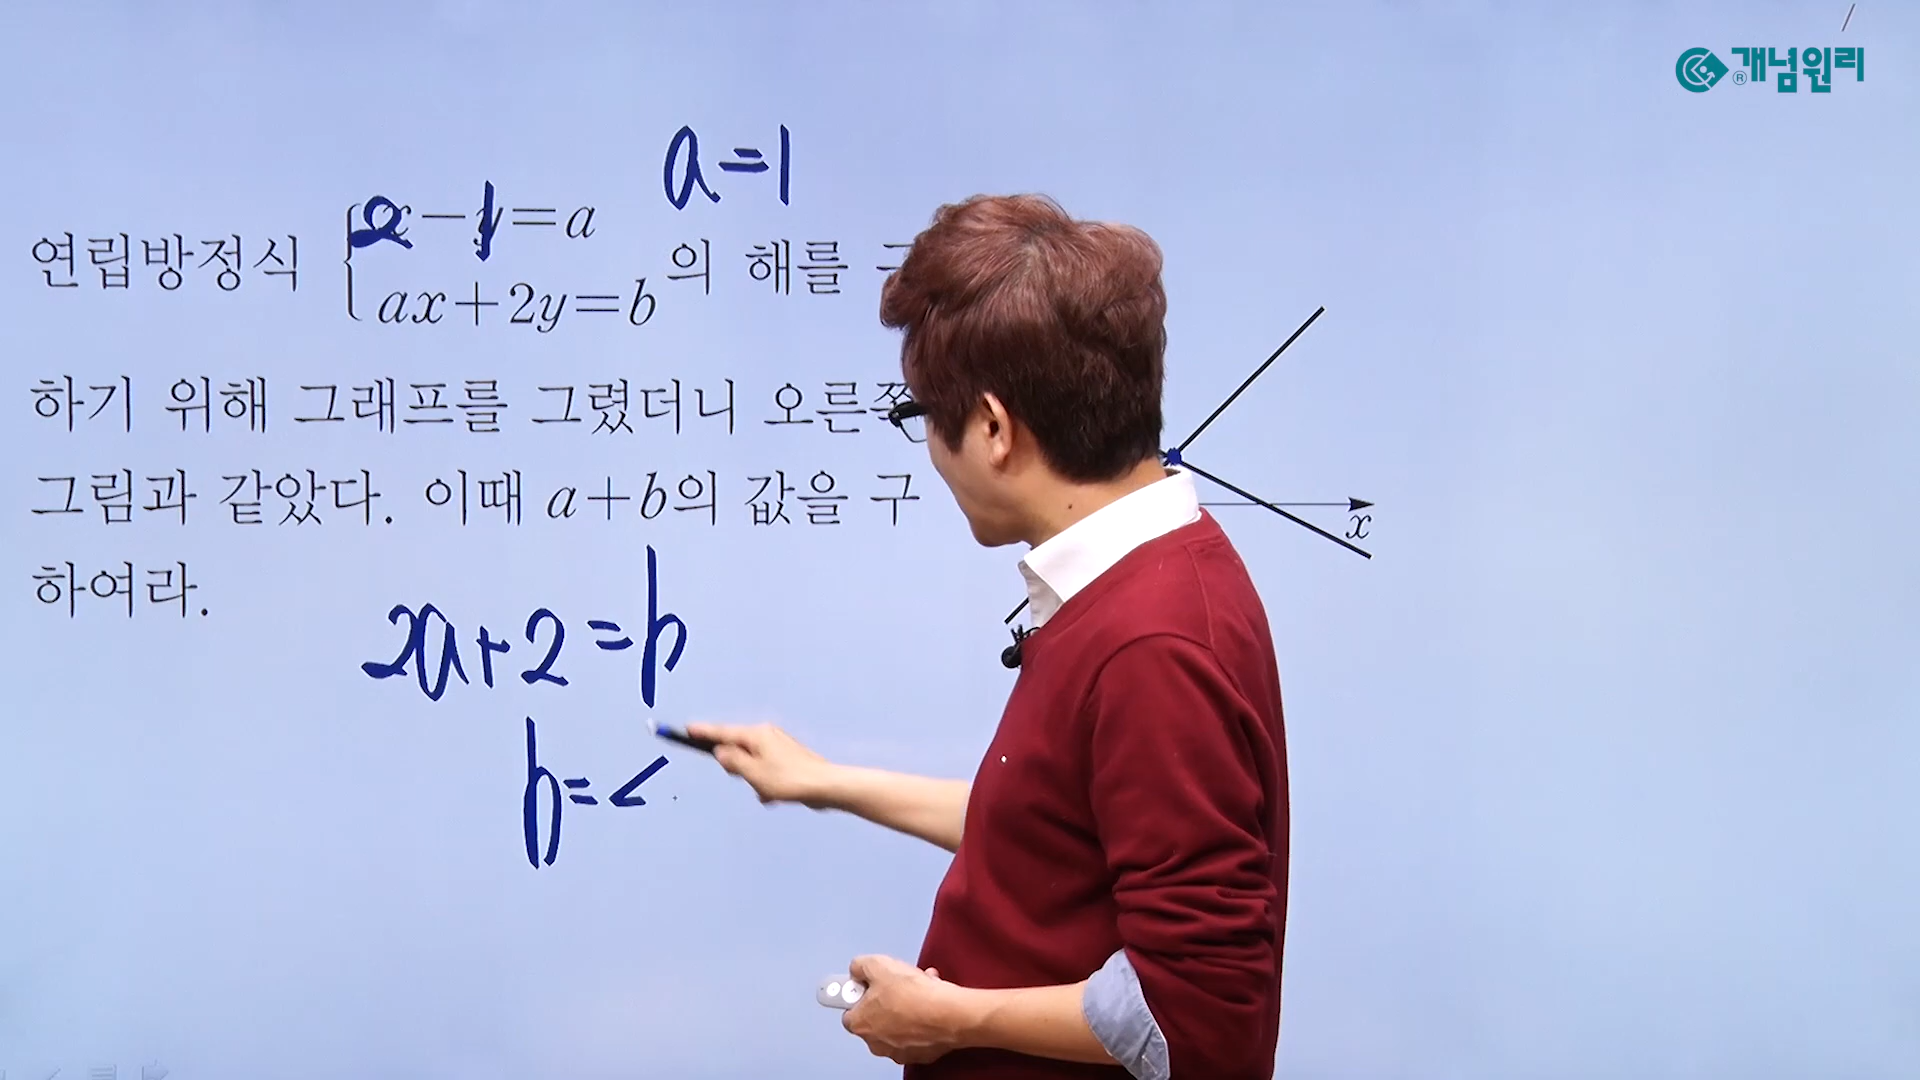 개념원리
®
a=1
연립방정식 { x-y=a
ax+2y=b 의 해를
2 1
하기 위해 그래프를 그렸더니 오른쪽
그림과 같았다. 이때 a+b의 값을 구
하여라.
x
2a+2=b
b=